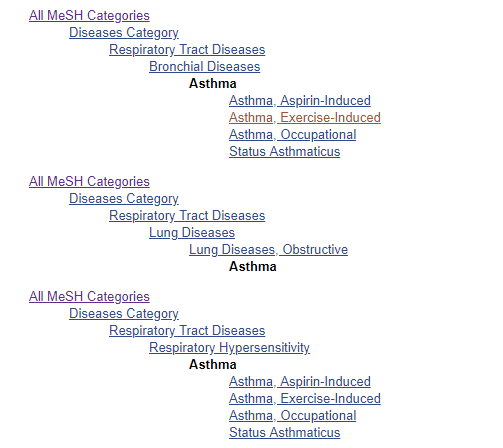 All MeSH Categories
Diseases Category
Respiratory Tract Diseases
Bronchial Diseases
Asthma
Asthma, Aspirin-Induced
Asthma, Exercise-Induced
Asthma, Occupational
Status Asthmaticus
All MeSH Categories
Diseases Category
Respiratory Tract Diseases
Lung Diseases
Lung Diseases, Obstructive
Asthma
All MeSH Categories
Diseases Category
Respiratory Tract Diseases
Respiratory Hypersensitivity
Asthma
Asthma, Aspirin-Induced
Asthma, Exercise-Induced
Asthma, Occupational
Status Asthmaticus